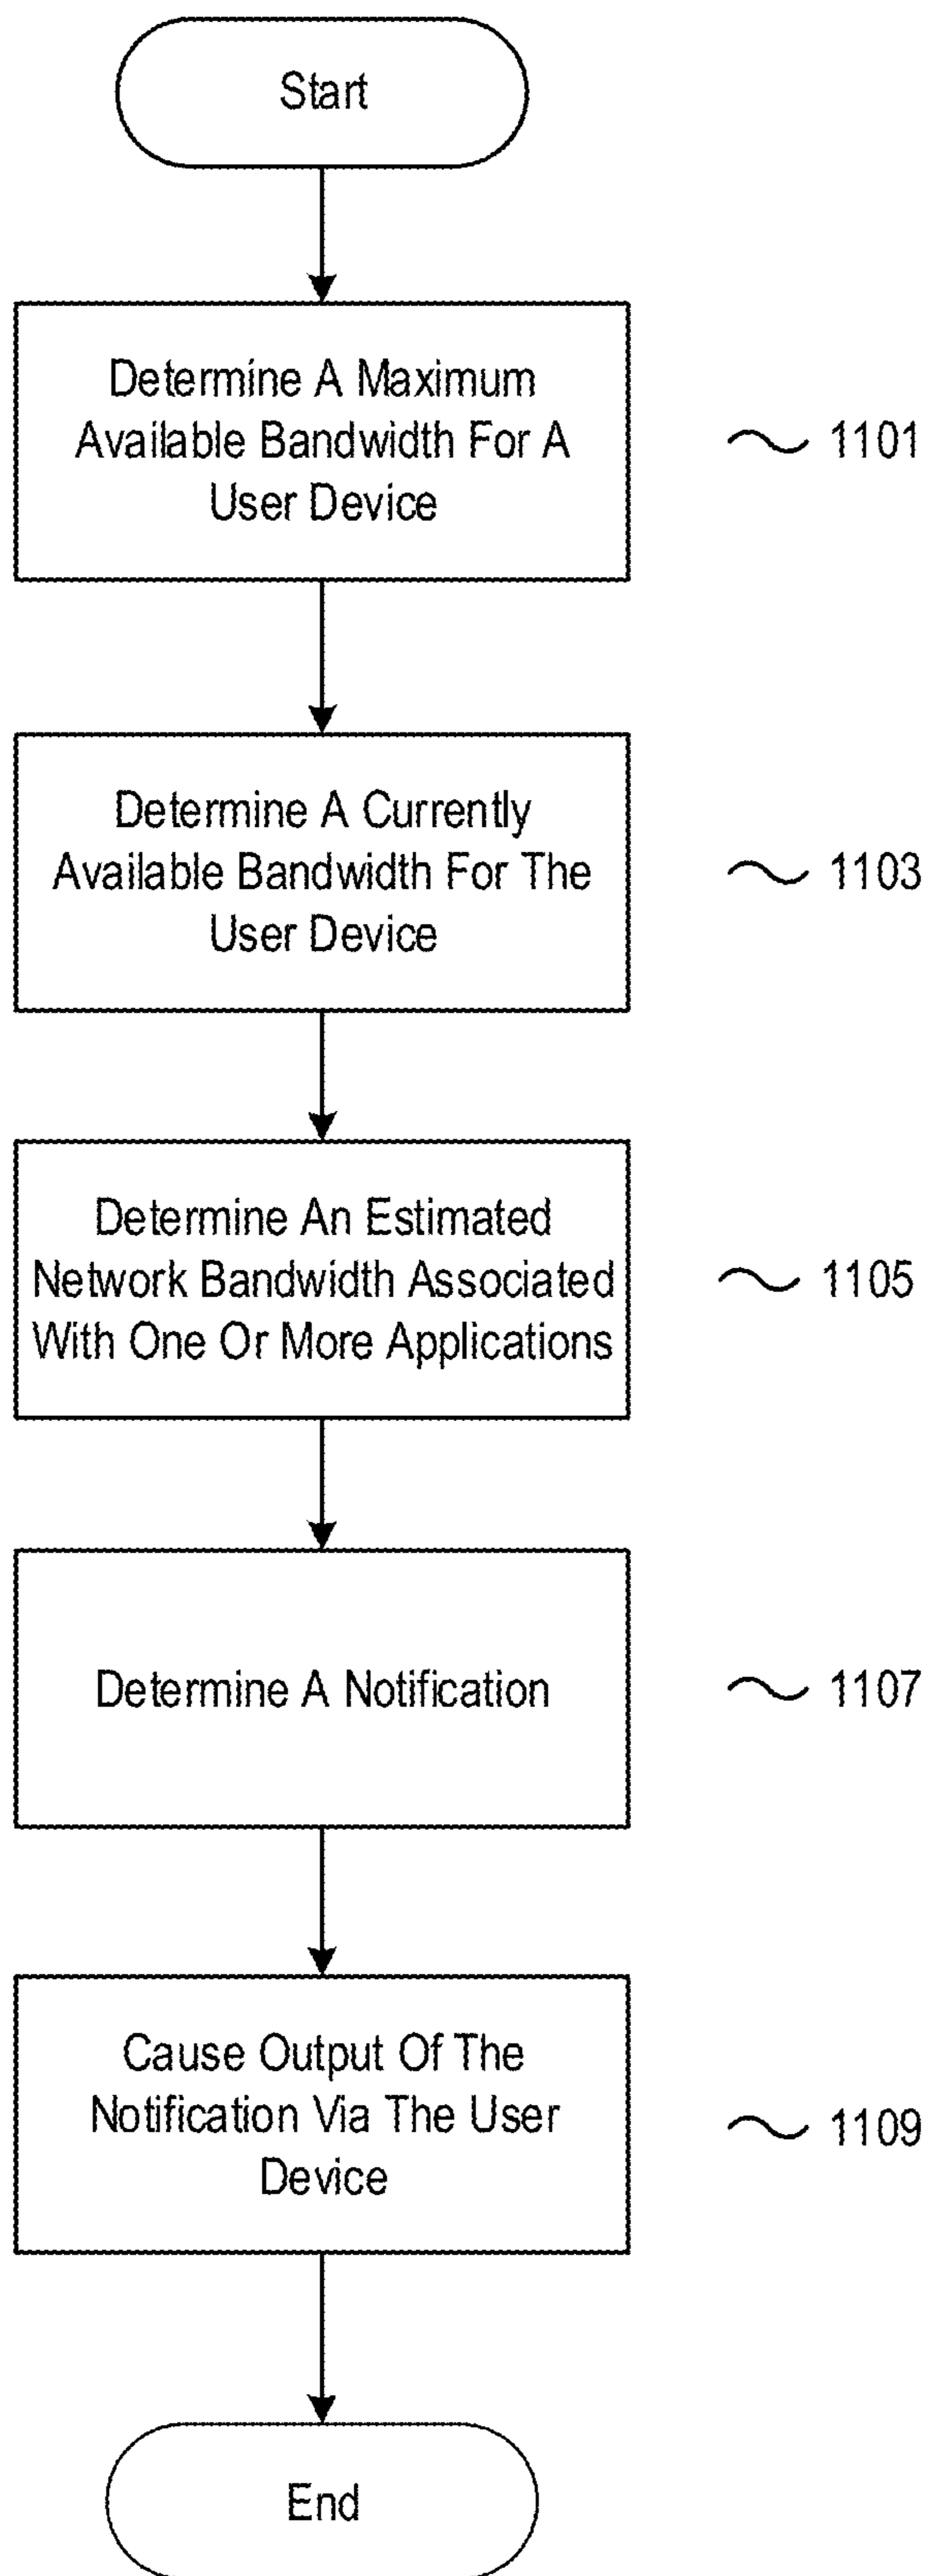 Start
Determine A Maximum
Available Bandwidth For A
User Device
1101
Determine A Currently
Available Bandwidth For The
User Device
1103
Determine An Estimated
Network Bandwidth Associated
With One Or More Applications
1105
Determine A Notification
1107
Cause Output Of The
Notification Via The User
Device
1109
End